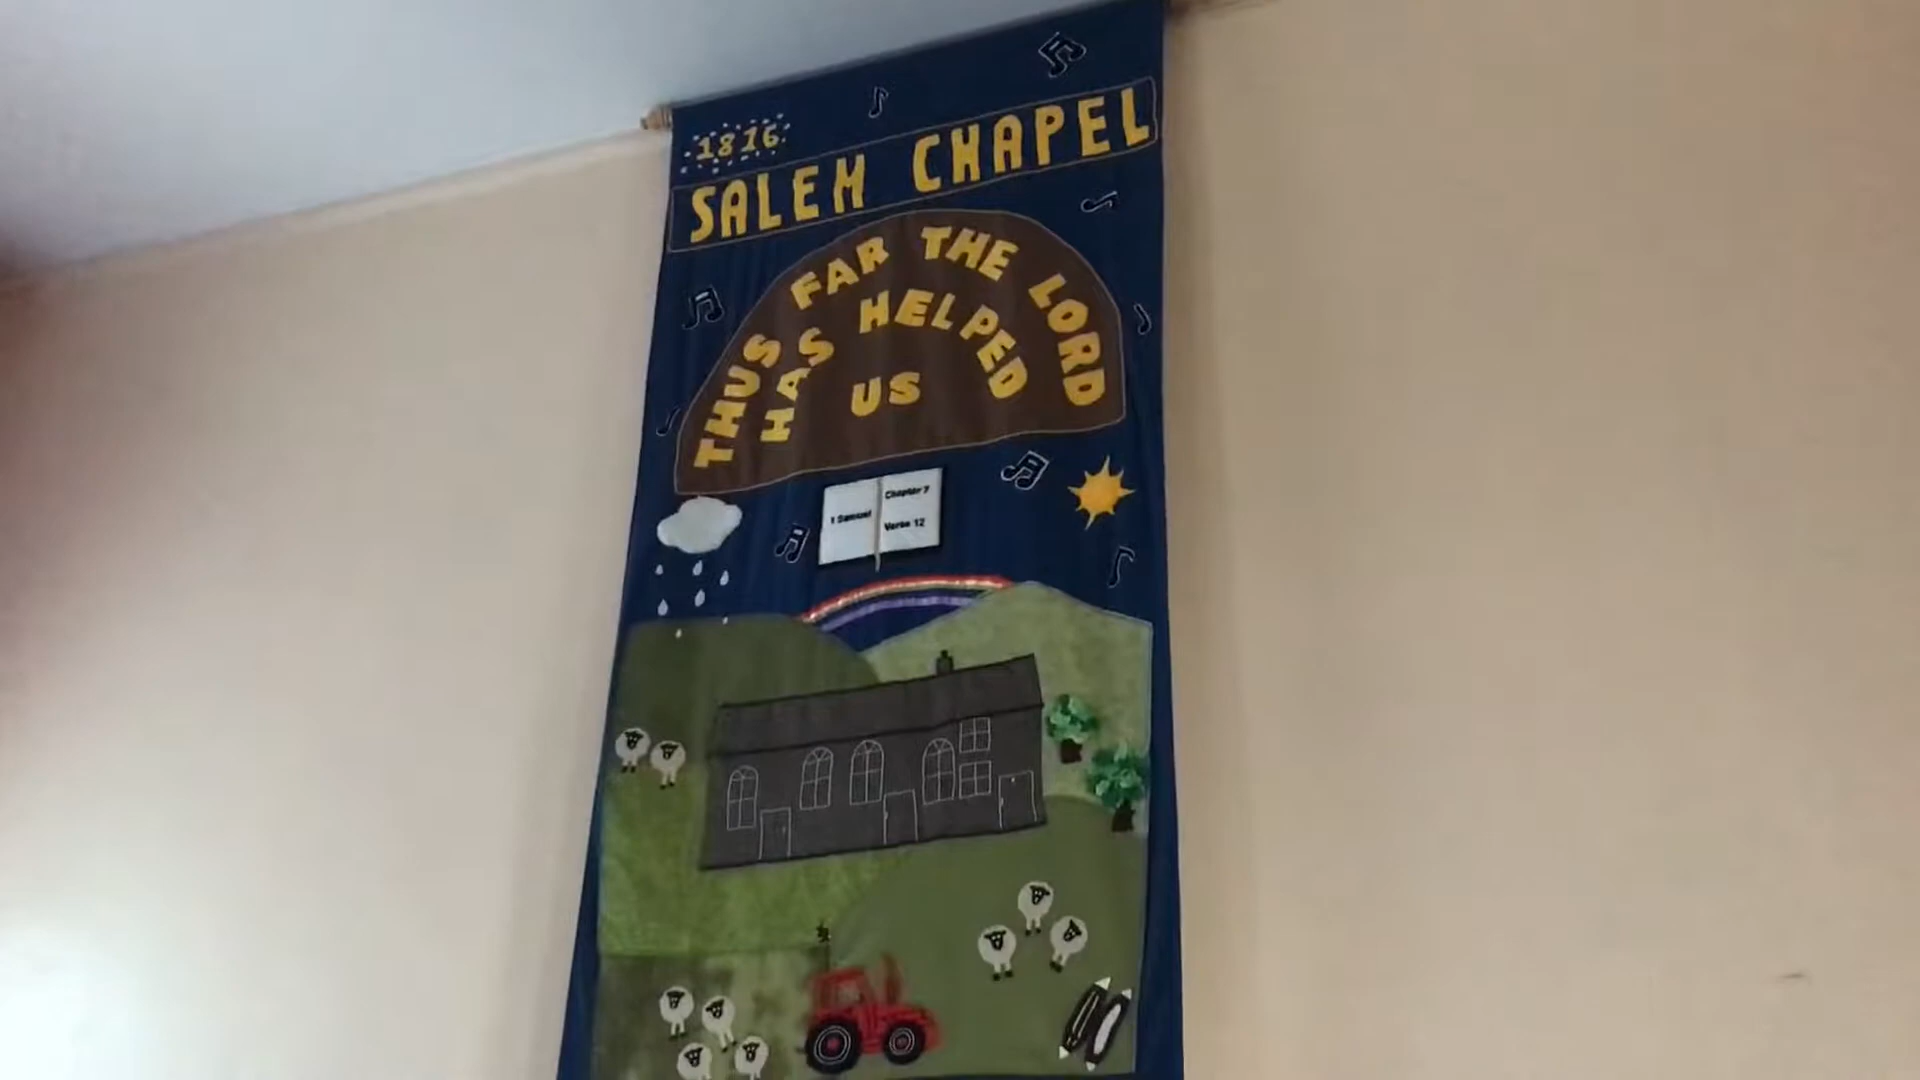 1816
SALEM CHAPEL
THUS FAR THE LORD
HAS HELPED
US
1 Samuel
Chapter 7
Verse 12